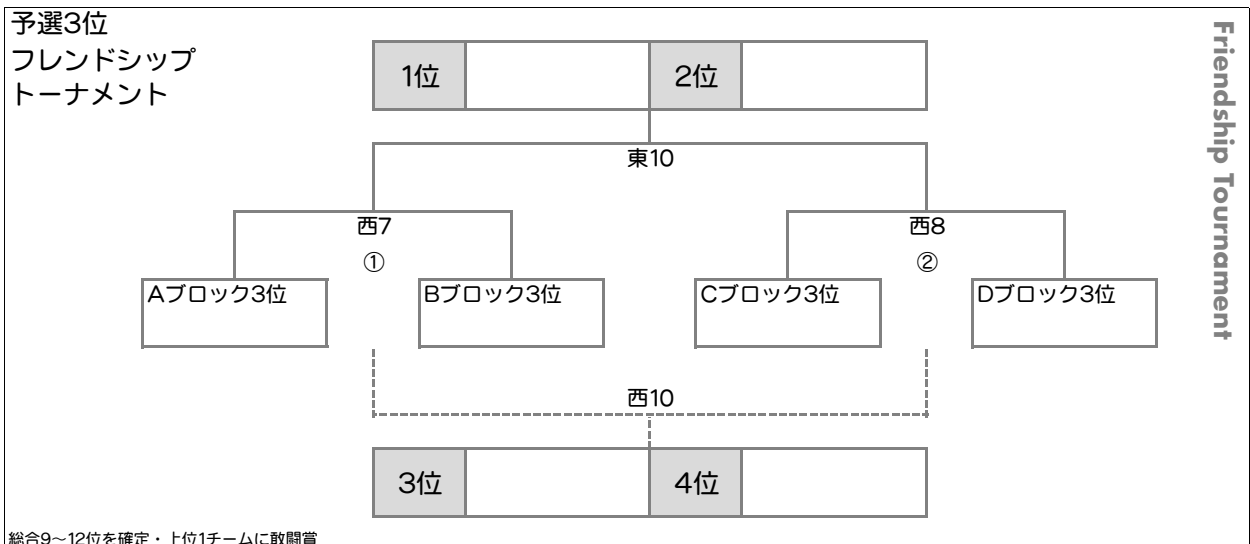 予選3位
フレンドシップ
トーナメント
Friendship Tournament
1位
2位
東10
西7
西8
①
②
Aブロック3位
Bブロック3位
Cブロック3位
Dブロック3位
西10
3位
4位
総合9～12位を確定・上位1チームに敢闘賞